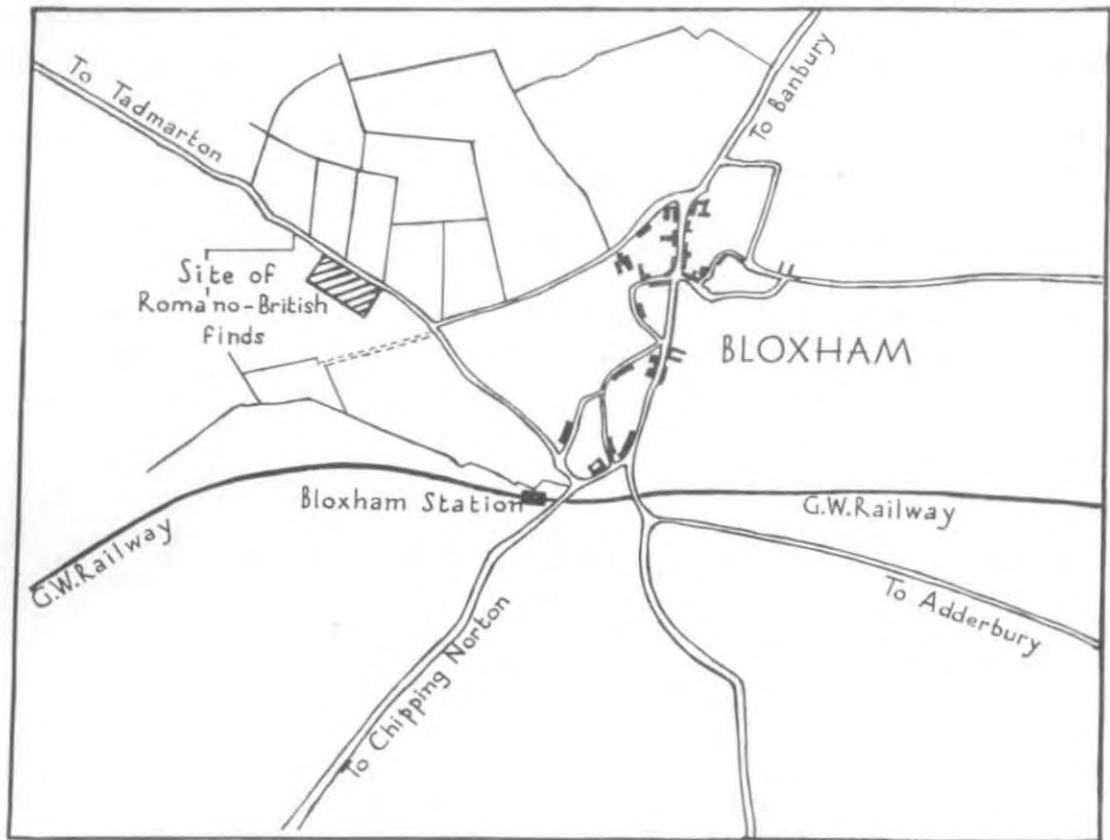 To Tadmarton
To Banbury
Site of
Romano-British
finds
BLOXHAM
Bloxham Station
G.W.Railway
G.W.Railway
To Adderbury
To Chipping Norton